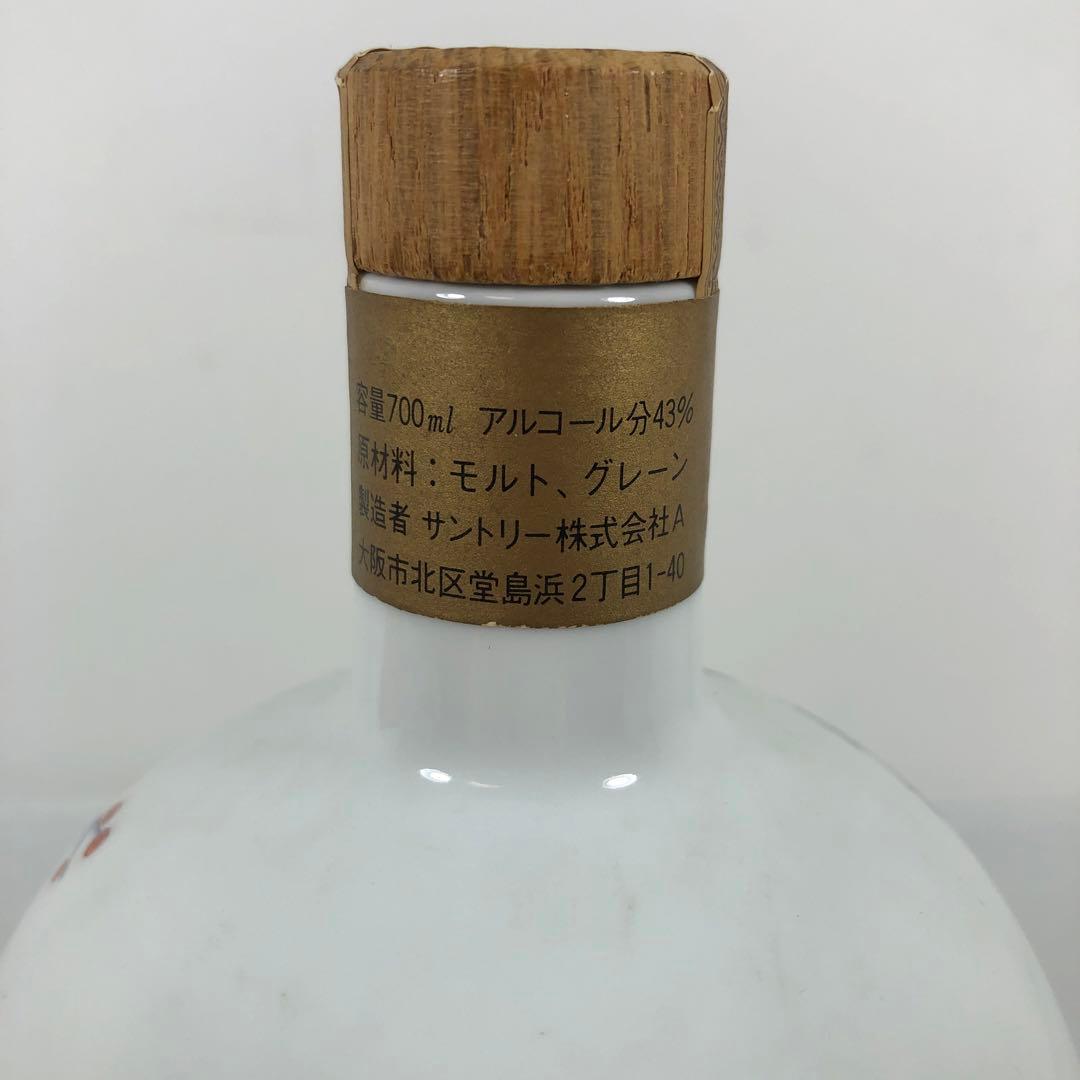 容量700ml アルコール分43%
原材料：モルト、グレーン
製造者 サントリー株式会社A
大阪市北区堂島浜2丁目1-40